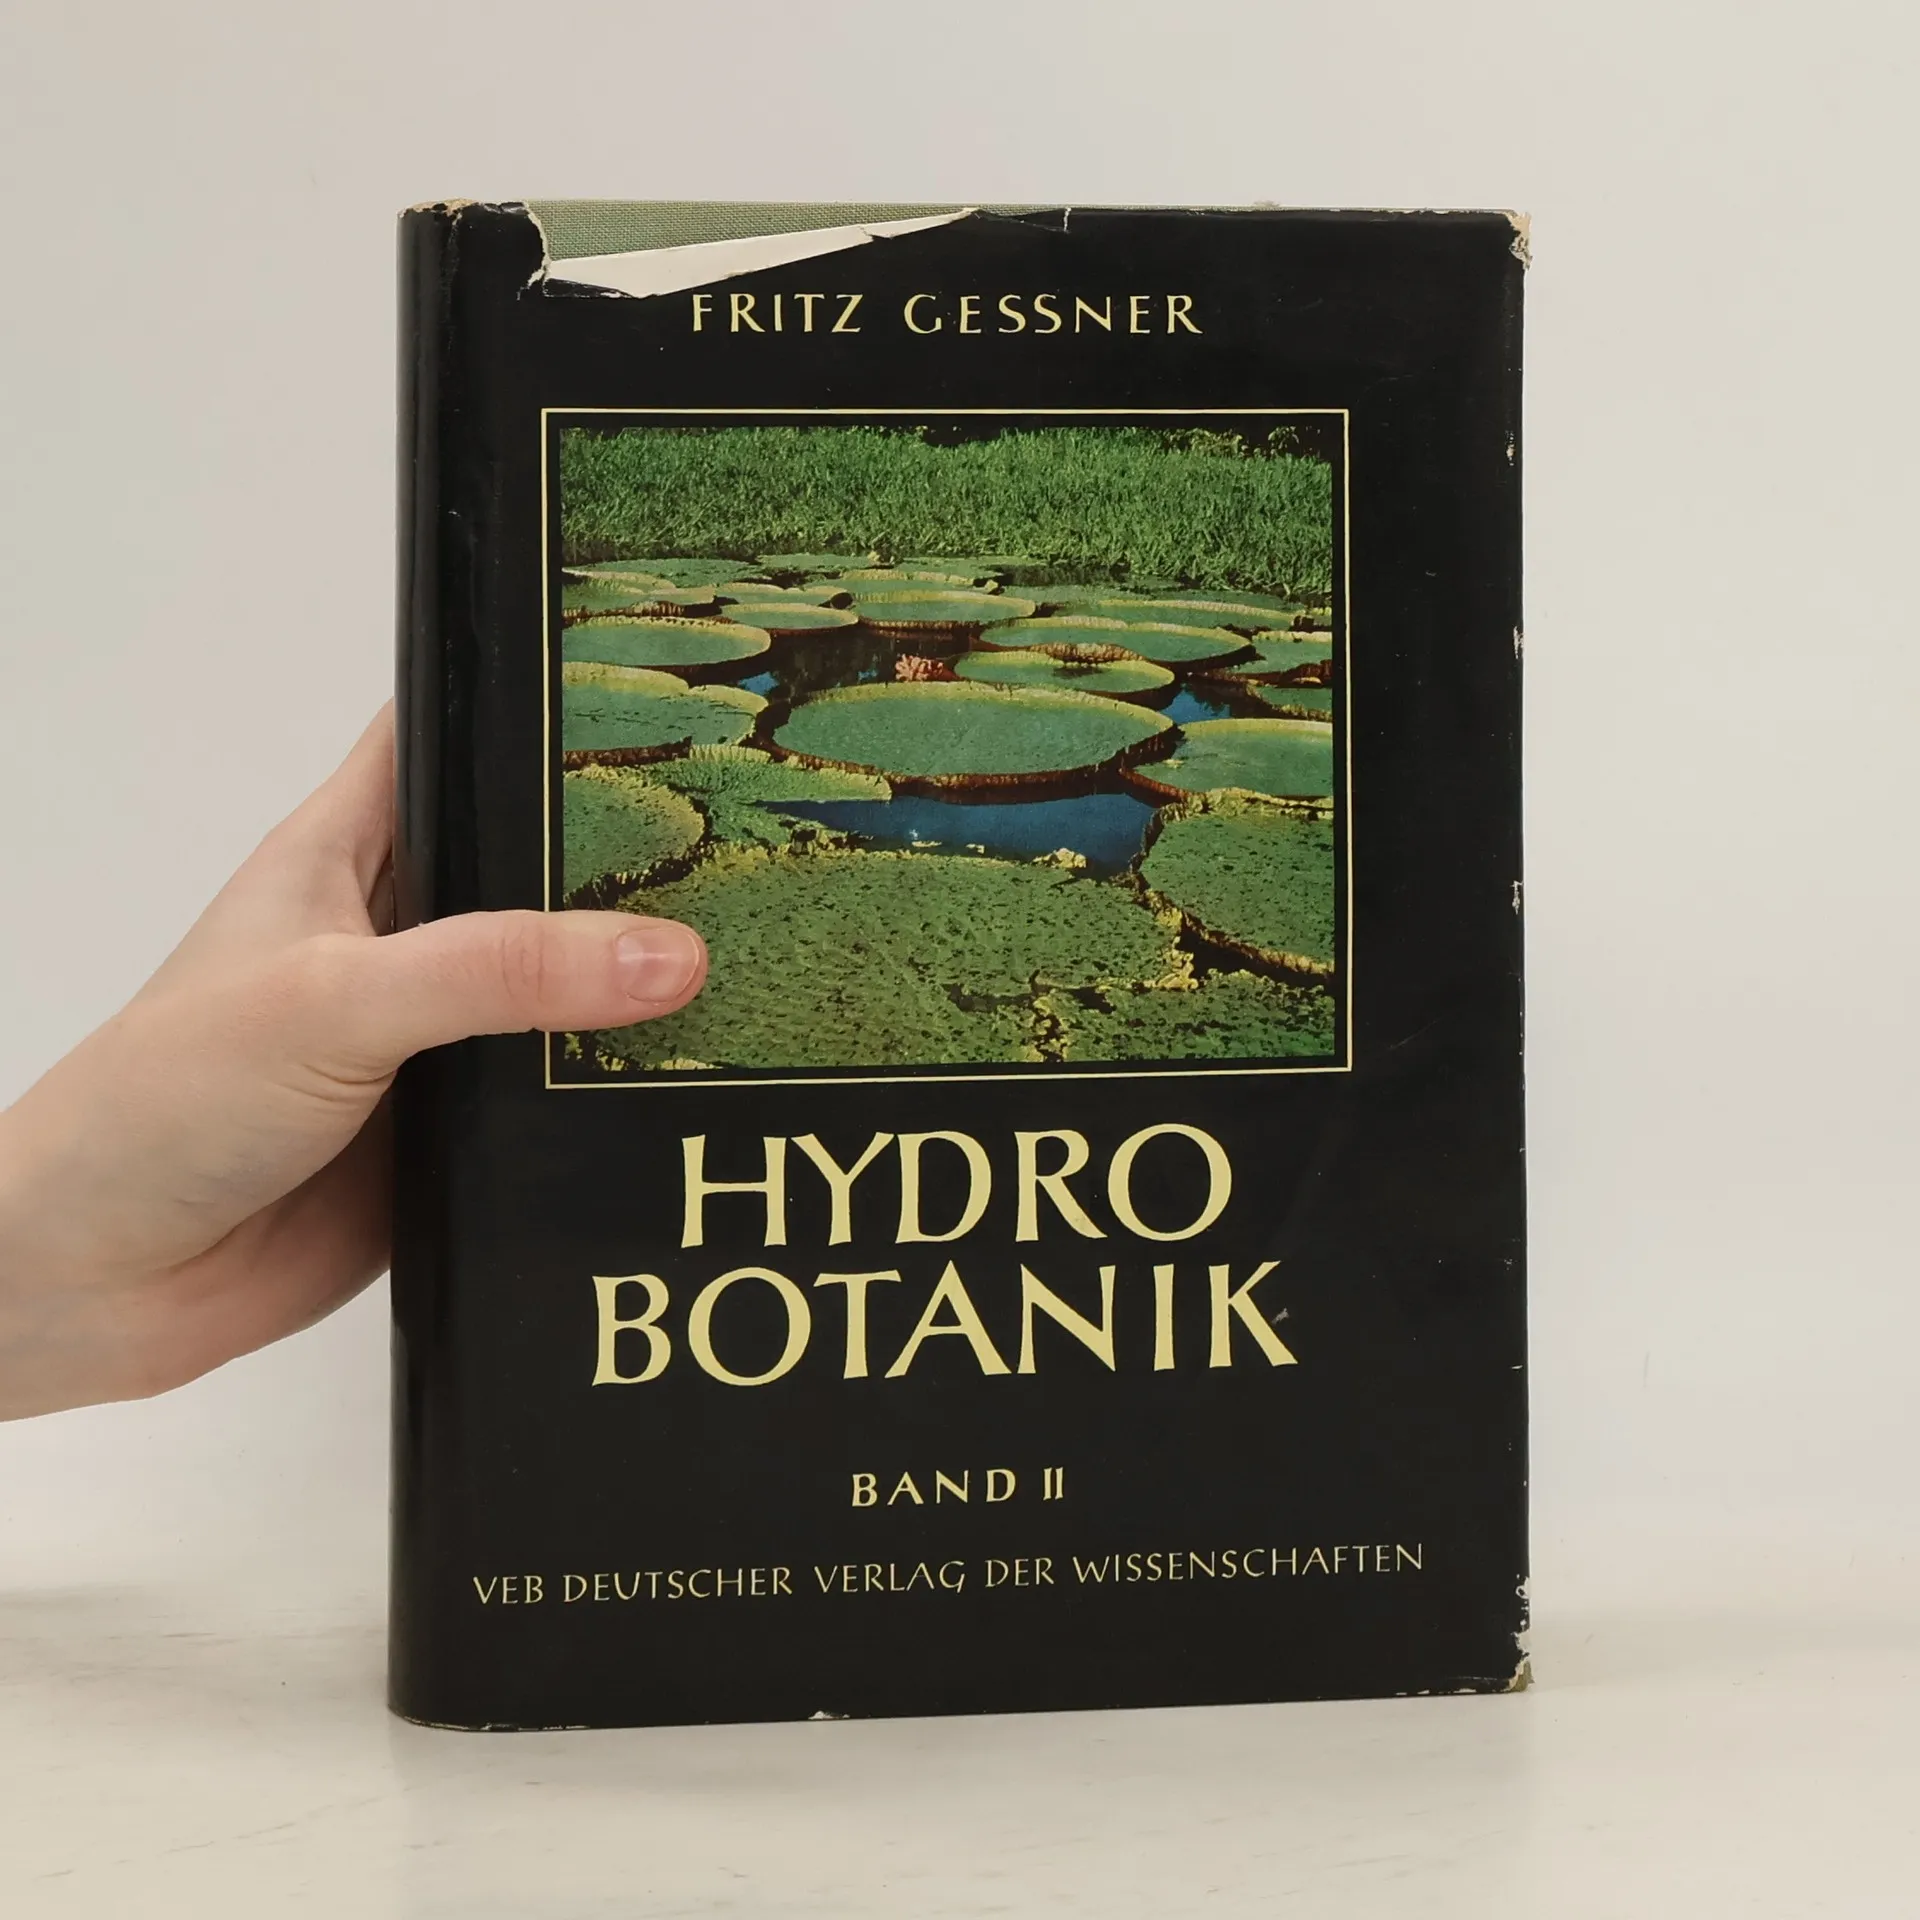 FRITZ GESSNER
HYDRO
BOTANIK
BAND II
VEB DEUTSCHER VERLAG DER WISSENSCHAFTEN